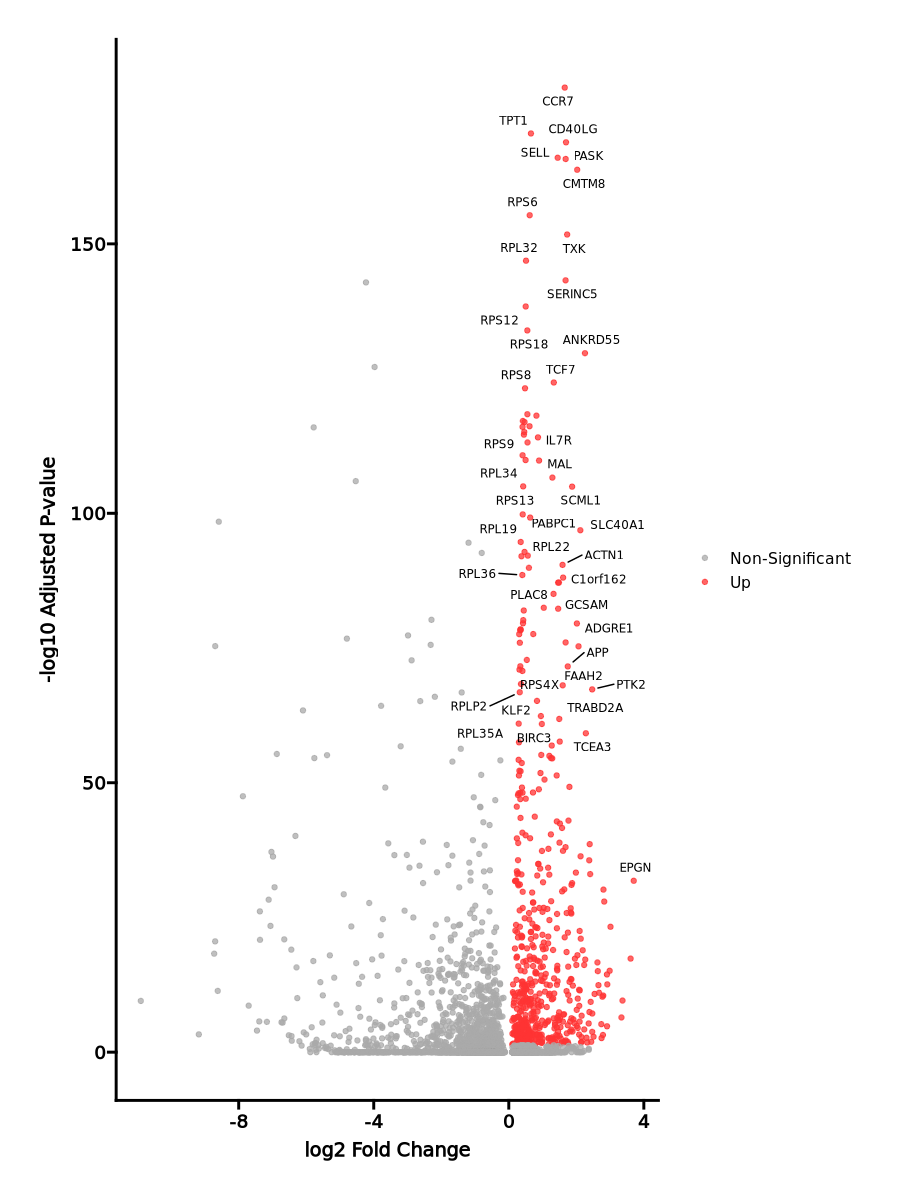 CCR7
TPT1
CD40LG
SELL
PASK
CMTM8
RPS6
RPL32
TXK
SERINC5
RPS12
RPS18
ANKRD55
RPS8
TCF7
RPS9
IL7R
RPL34
MAL
RPS13
SCML1
RPL19
PABPC1
SLC40A1
RPL22
ACTN1
RPL36
C1orf162
PLAC8
GCSAM
ADGRE1
APP
FAAH2
RPS4X
PTK2
RPLP2
KLF2
TRABD2A
RPL35A
BIRC3
TCEA3
EPGN
150
100
50
0
-8
-4
0
4
-log10 Adjusted P-value
log2 Fold Change
Non-Significant
Up